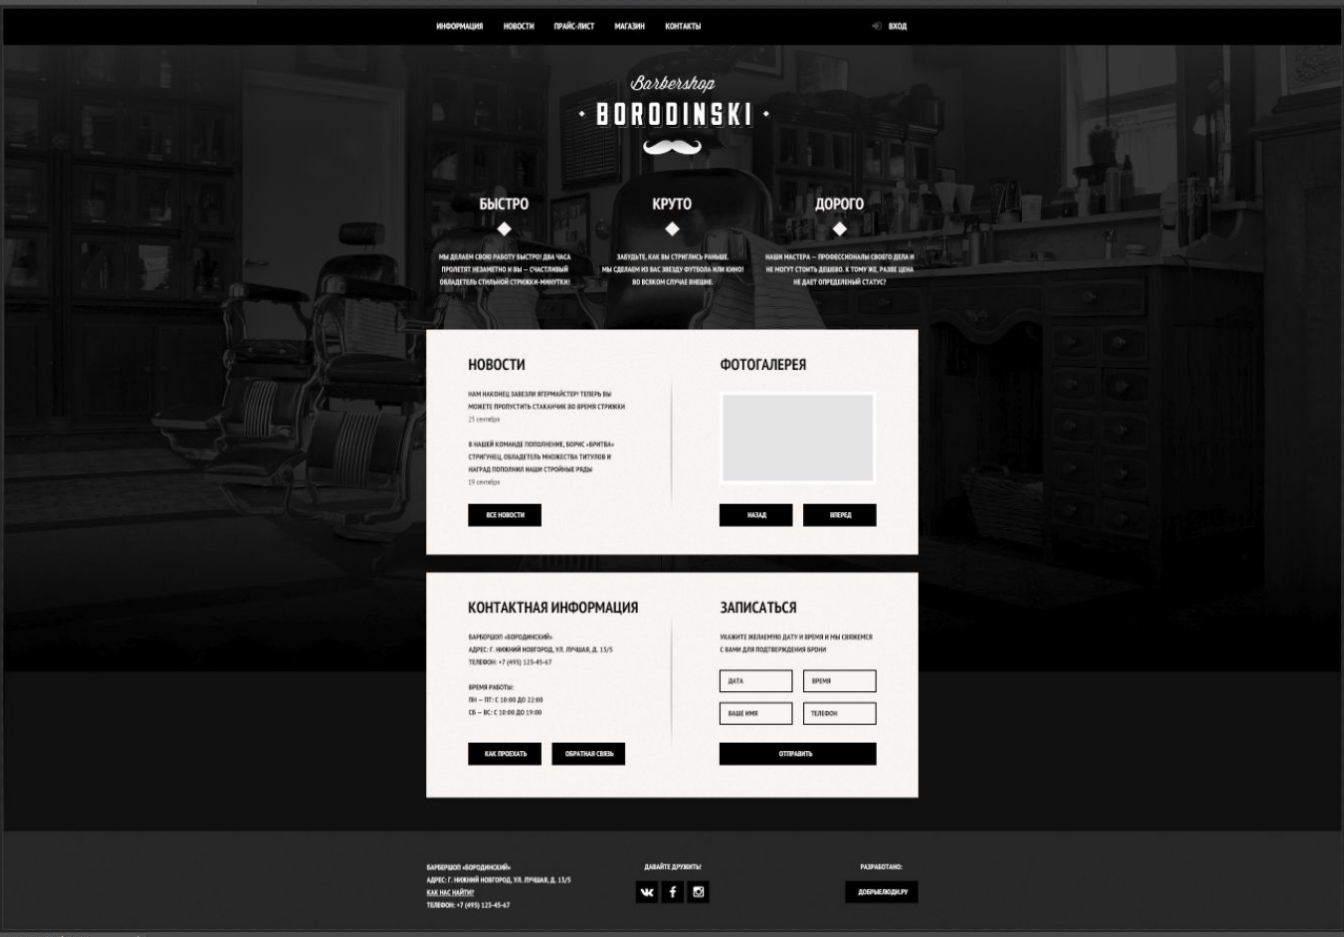 ИНФОРМАЦИЯ НОВОСТИ ПРАЙС-ЛИСТ МАГАЗИН КОНТАКТЫ ВХОД
Barbershop
BORODINSKI
БЫСТРО
МЫ ДЕЛАЕМ СВОЮ РАБОТУ БЫСТРО! ДВА ЧАСА
ПРОЛЕТЯТ НЕЗАМЕТНО И ВЫ — СЧАСТЛИВЫЙ
ОБЛАДАТЕЛЬ СТИЛЬНОЙ СТРИЖКИ-МИНУТКИ!
КРУТО
ЗАБУДЬТЕ, КАК ВЫ СТРИГЛИСЬ РАНЬШЕ.
МЫ СДЕЛАЕМ ИЗ ВАС ЗВЕЗДУ ФУТБОЛА ИЛИ КИНО!
ВО ВСЯКОМ СЛУЧАЕ ВНЕШНЕ.
ДОРОГО
НАШИ МАСТЕРА — ПРОФЕССИОНАЛЫ СВОЕГО ДЕЛА И
НЕ МОГУТ СТОИТЬ ДЕШЕВО. К ТОМУ ЖЕ, РАЗВЕ ЦЕНА
НЕ ДАЕТ ОПРЕДЕЛЕНЫЙ СТАТУС?
НОВОСТИ
НАМ НАКОНЕЦ ЗАВЕЗЛИ ЯГЕРМАЙСТЕР! ТЕПЕРЬ ВЫ
МОЖЕТЕ ПРОПУСТИТЬ СТАКАНЧИК ВО ВРЕМЯ СТРИЖКИ
25 сентября
В НАШЕЙ КОМАНДЕ ПОПОЛНЕНИЕ, БОРИС «БРИТВА»
СТРИГУНЕЦ, ОБЛАДАТЕЛЬ МНОЖЕСТВА ТИТУЛОВ И
НАГРАД ПОПОЛНИЛ НАШИ СТРОЙНЫЕ РЯДЫ
19 сентября
ВСЕ НОВОСТИ
ФОТОГАЛЕРЕЯ
НАЗАД ВПЕРЕД
КОНТАКТНАЯ ИНФОРМАЦИЯ
БАРБЕРШОП «БОРОДИНСКИЙ»
АДРЕС: Г. НИЖНИЙ НОВГОРОД, УЛ. ЛУЧШАЯ, Д. 13/5
ТЕЛЕФОН: +7 (495) 123-45-67
ВРЕМЯ РАБОТЫ:
ПН — ПТ: С 10:00 ДО 22:00
СБ — ВС: С 10:00 ДО 19:00
КАК ПРОЕХАТЬ ОБРАТНАЯ СВЯЗЬ
ЗАПИСАТЬСЯ
УКАЖИТЕ ЖЕЛАЕМУЮ ДАТУ И ВРЕМЯ И МЫ СВЯЖЕМСЯ
С ВАМИ ДЛЯ ПОДТВЕРЖДЕНИЯ БРОНИ
ДАТА ВРЕМЯ
ВАШЕ ИМЯ ТЕЛЕФОН
ОТПРАВИТЬ
БАРБЕРШОП «БОРОДИНСКИЙ»
АДРЕС: Г. НИЖНИЙ НОВГОРОД, УЛ. ЛУЧШАЯ, Д. 13/5
КАК НАС НАЙТИ?
ТЕЛЕФОН: +7 (495) 123-45-67
ДАВАЙТЕ ДРУЖИТЬ!
РАЗРАБОТАНО:
ДОБРЫЕЛЮДИ.РУ